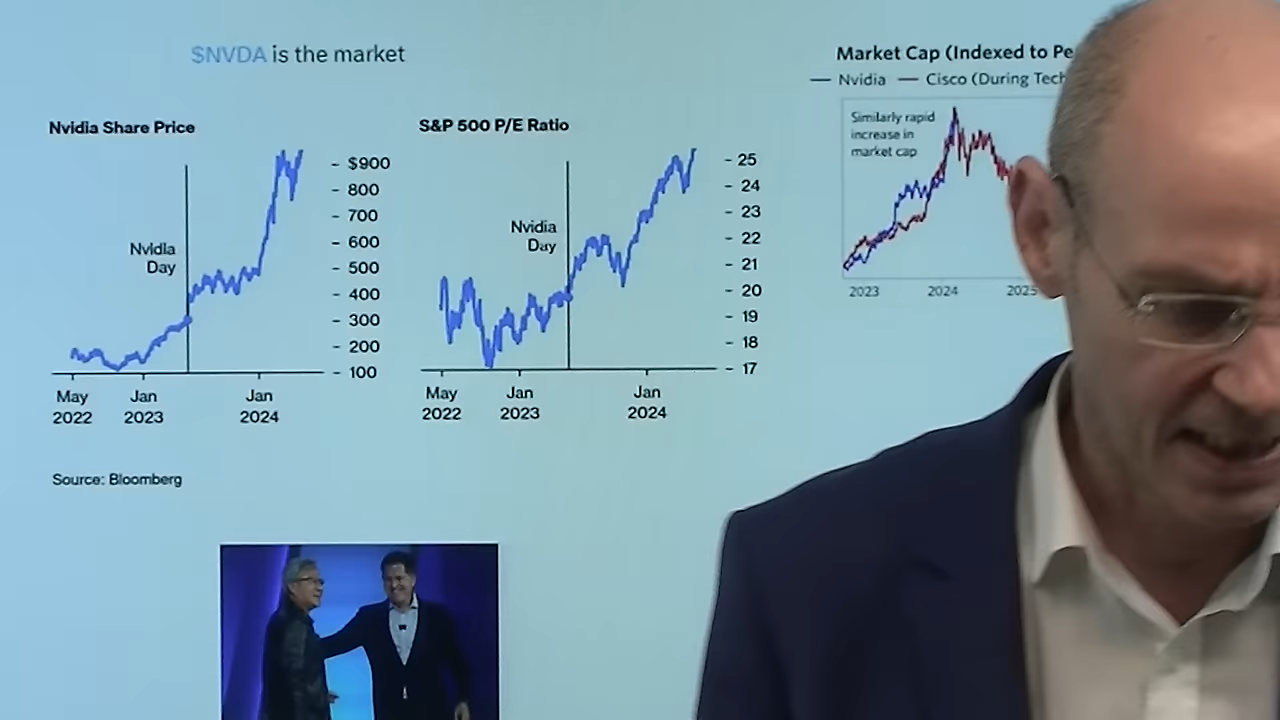 $NVDA is the market
Nvidia Share Price
Nvidia
Day
- $900
- 800
- 700
- 600
- 500
- 400
- 300
- 200
- 100
May
2022
Jan
2023
Jan
2024
Source: Bloomberg
S&P 500 P/E Ratio
Nvidia
Day
- 25
- 24
- 23
- 22
- 21
- 20
- 19
- 18
- 17
May
2022
Jan
2023
Jan
2024
Market Cap (Indexed to Pe
Nvidia Cisco (During Tech
Similarly rapid
increase in
market cap
2023
2024
2025